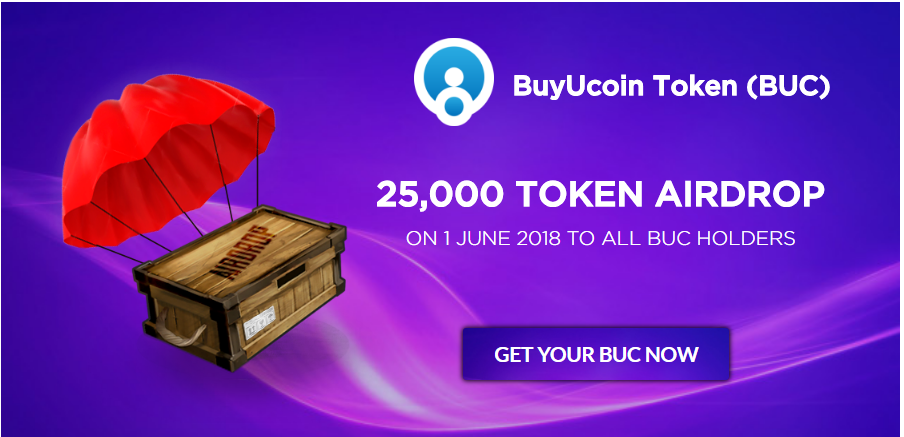 BuyUcoin Token (BUC)
25,000 TOKEN AIRDROP
ON 1 JUNE 2018 TO ALL BUC HOLDERS
AIRDROP
GET YOUR BUC NOW